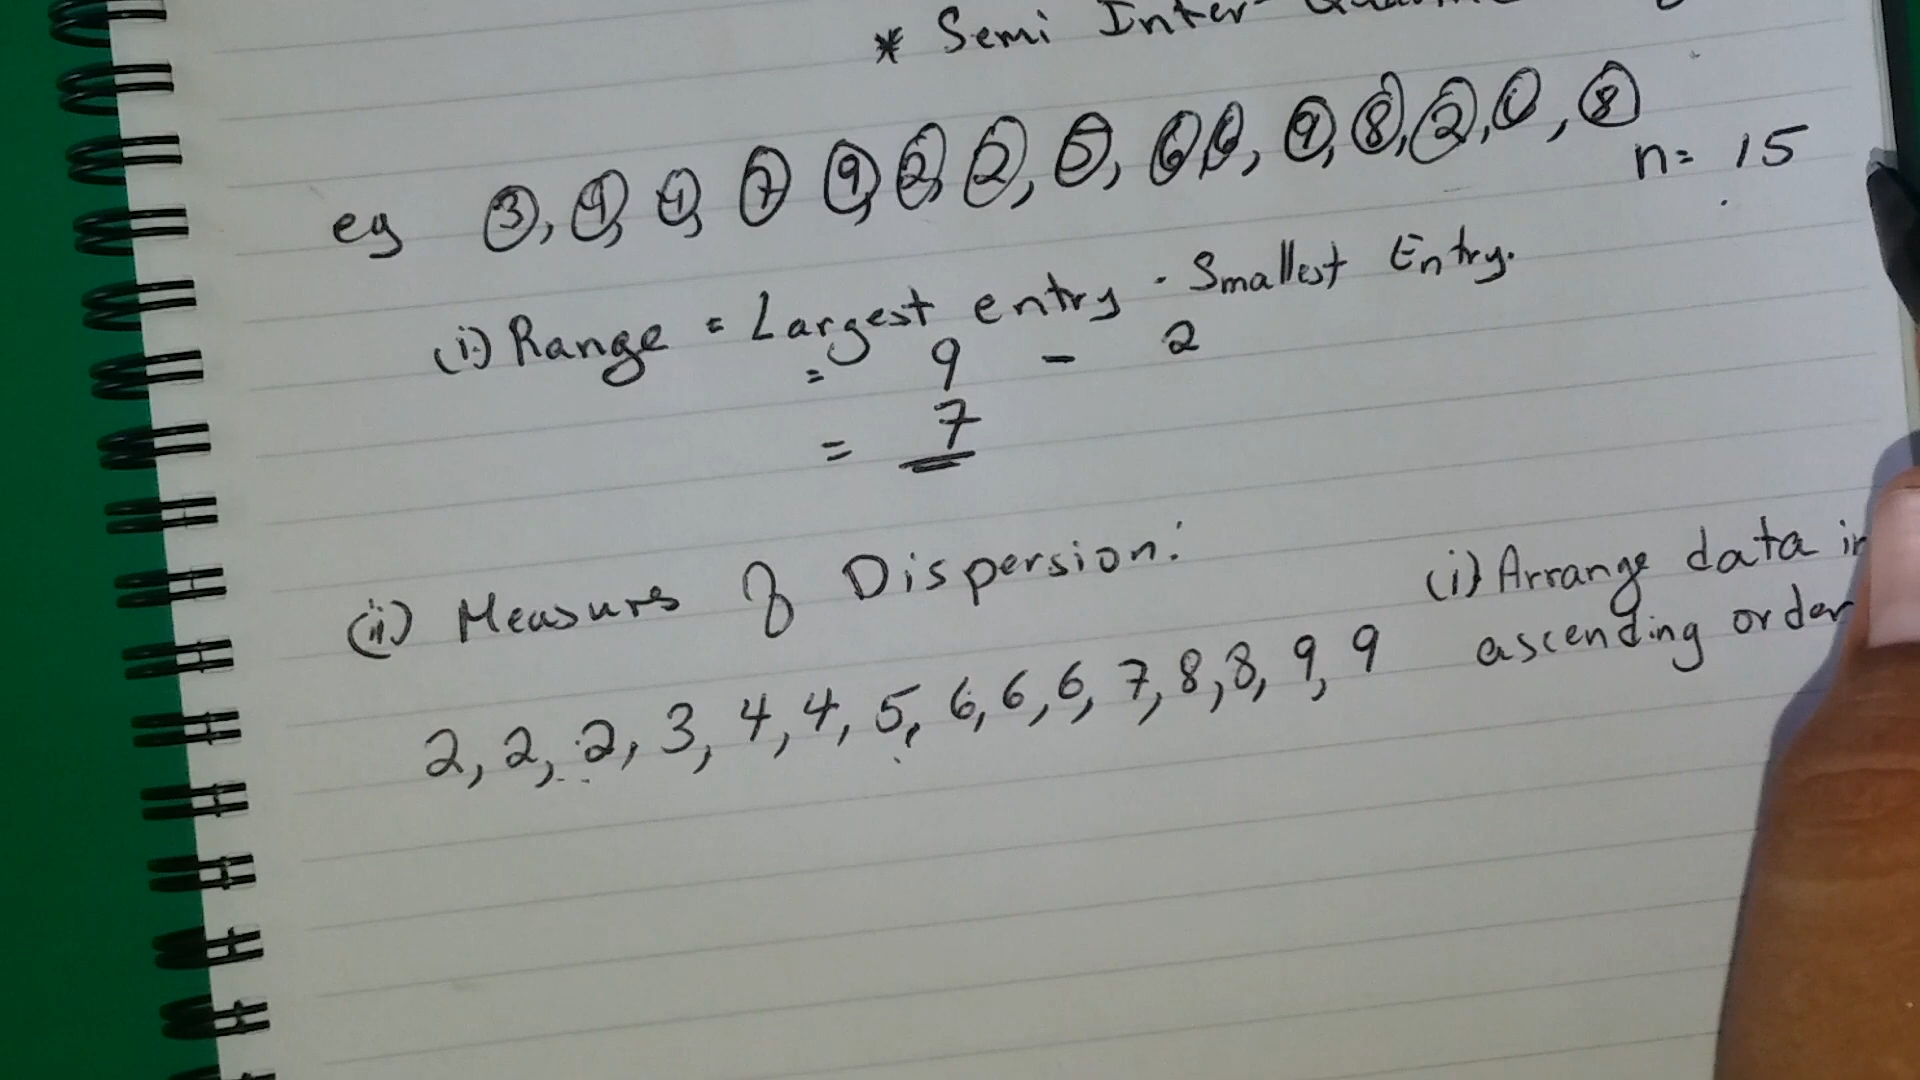 * Semi Inter-
eg 3, 4, 4, 7, 9, 2, 2, 5, 6, 6, 9, 8, 2, 6, 8
n= 15
(i) Range = Largest entry - Smallest Entry.
= 9 - 2
= 7
(ii) Measures of Dispersion:
(i) Arrange data in
ascending order
2, 2, 2, 3, 4, 4, 5, 6, 6, 6, 7, 8, 8, 9, 9